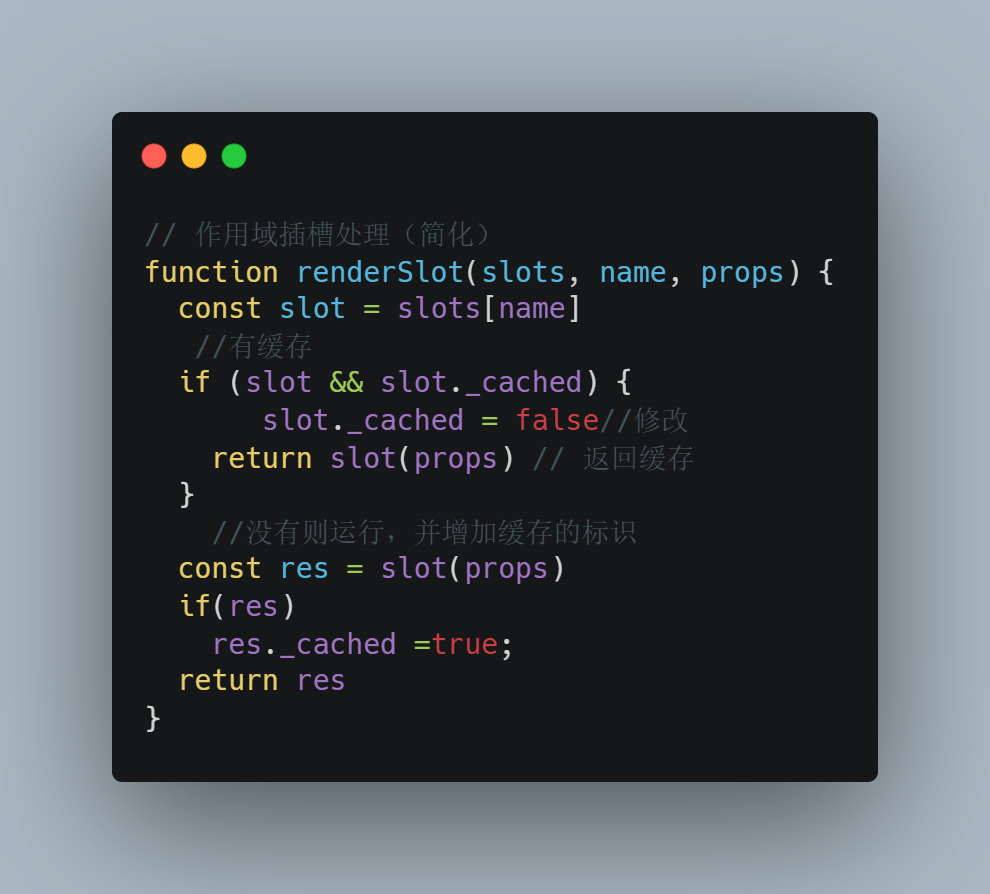 // 作用域插槽处理（简化）
function renderSlot(slots, name, props) {
  const slot = slots[name]
   //有缓存
  if (slot && slot._cached) {
       slot._cached = false//修改
    return slot(props) // 返回缓存
  }
    //没有则运行，并增加缓存的标识
  const res = slot(props)
  if(res)
    res._cached =true;
  return res
}